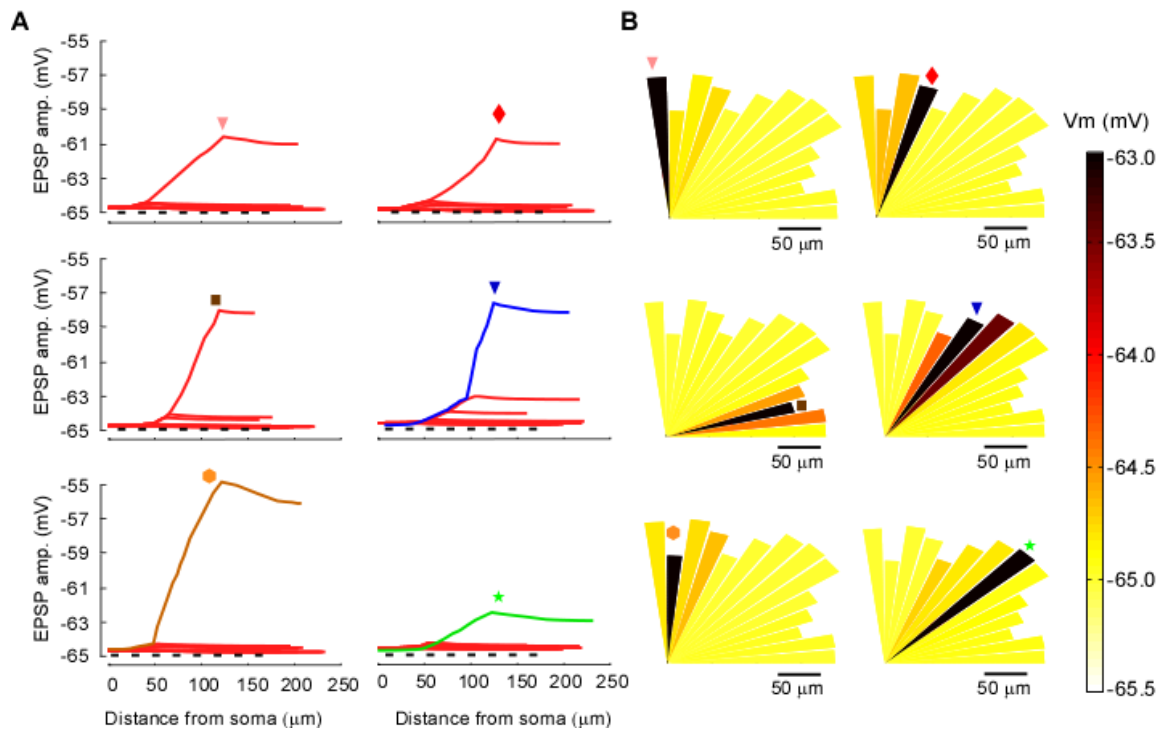 A
B
EPSP amp. (mV)
-55
-57
-59
-61
-63
-65
50 μm
50 μm
Vm (mV)
-63.0
-63.5
-64.0
-64.5
-65.0
-65.5
EPSP amp. (mV)
-55
-57
-59
-61
-63
-65
50 μm
50 μm
EPSP amp. (mV)
-55
-57
-59
-61
-63
-65
0 50 100 150 200 250
0 50 100 150 200 250
Distance from soma (μm)
Distance from soma (μm)
50 μm
50 μm